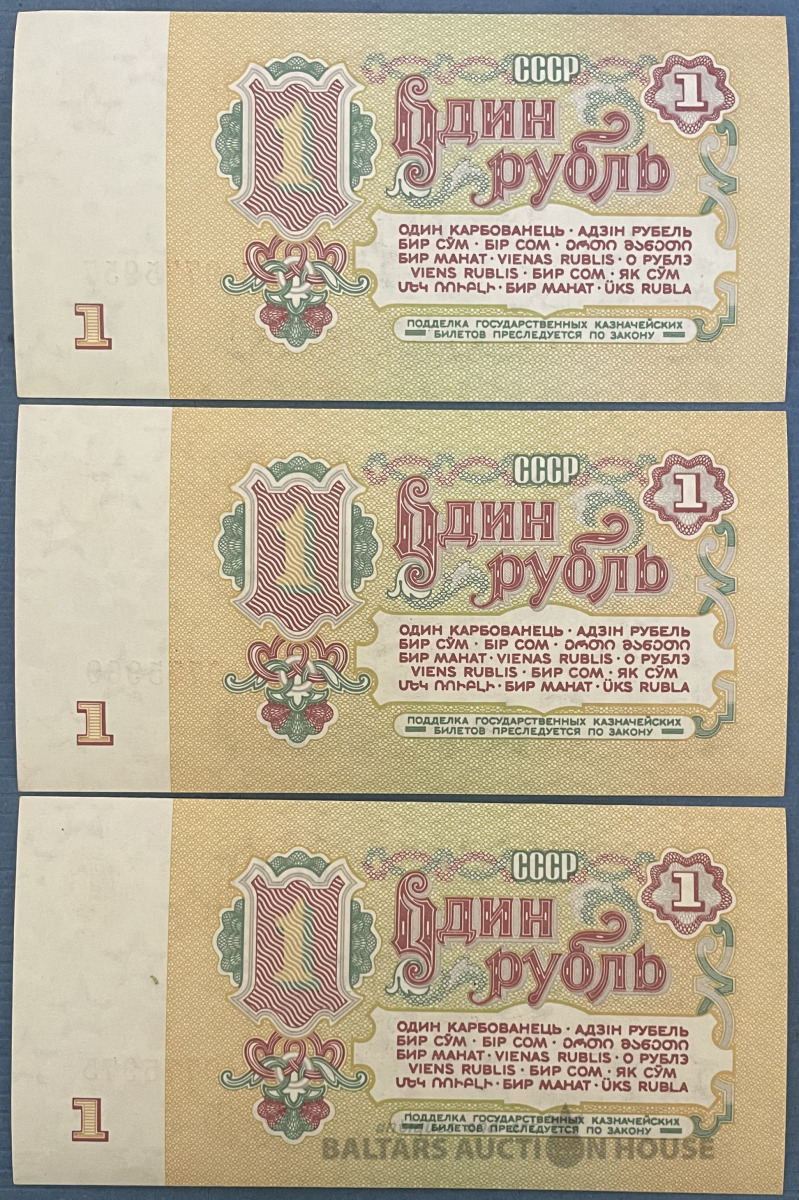 СССР
1
1
Один
рубль
ОДИН КАРБОВАНЕЦЬ · АДЗІН РУБЕЛЬ
БИР СЎМ · БІР СОМ · ᲔᲠᲗᲘ ᲛᲐᲜᲔᲗᲘ
БИР МАНАТ · VIENAS RUBLIS · О РУБЛЭ
VIENS RUBLIS · БИР СОМ · ЯК СЎМ
ՄԵԿ ՌՈՒԲԼԻ · БИР МАНАТ · ÜKS RUBLA
1
ПОДДЕЛКА ГОСУДАРСТВЕННЫХ КАЗНАЧЕЙСКИХ
БИЛЕТОВ ПРЕСЛЕДУЕТСЯ ПО ЗАКОНУ
СССР
1
1
Один
рубль
ОДИН КАРБОВАНЕЦЬ · АДЗІН РУБЕЛЬ
БИР СЎМ · БІР СОМ · ᲔᲠᲗᲘ ᲛᲐᲜᲔᲗᲘ
БИР МАНАТ · VIENAS RUBLIS · О РУБЛЭ
VIENS RUBLIS · БИР СОМ · ЯК СЎМ
ՄԵԿ ՌՈՒԲԼԻ · БИР МАНАТ · ÜKS RUBLA
1
ПОДДЕЛКА ГОСУДАРСТВЕННЫХ КАЗНАЧЕЙСКИХ
БИЛЕТОВ ПРЕСЛЕДУЕТСЯ ПО ЗАКОНУ
СССР
1
1
Один
рубль
ОДИН КАРБОВАНЕЦЬ · АДЗІН РУБЕЛЬ
БИР СЎМ · БІР СОМ · ᲔᲠᲗᲘ ᲛᲐᲜᲔᲗᲘ
БИР МАНАТ · VIENAS RUBLIS · О РУБЛЭ
VIENS RUBLIS · БИР СОМ · ЯК СЎМ
ՄԵԿ ՌՈՒԲԼԻ · БИР МАНАТ · ÜKS RUBLA
1
ПОДДЕЛКА ГОСУДАРСТВЕННЫХ КАЗНАЧЕЙСКИХ
БИЛЕТОВ ПРЕСЛЕДУЕТСЯ ПО ЗАКОНУ
BALTARS AUCTION HOUSE